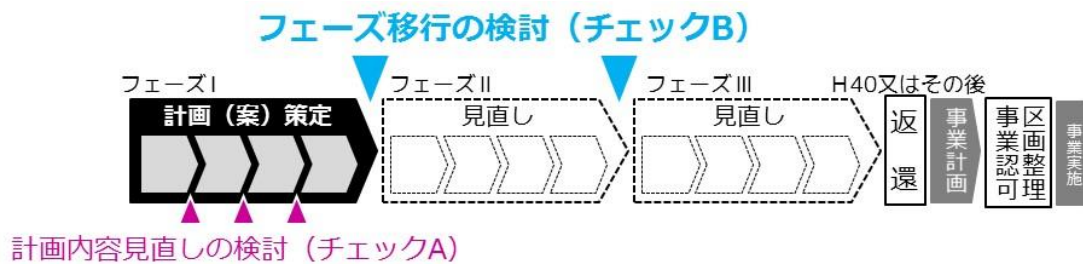 フェーズ移行の検討（チェックB）
フェーズⅠ
計画（案）策定
フェーズⅡ
見直し
フェーズⅢ
見直し
H40又はその後
返還
事業計画
区画整理
事業認可
事業実施
計画内容見直しの検討（チェックA）